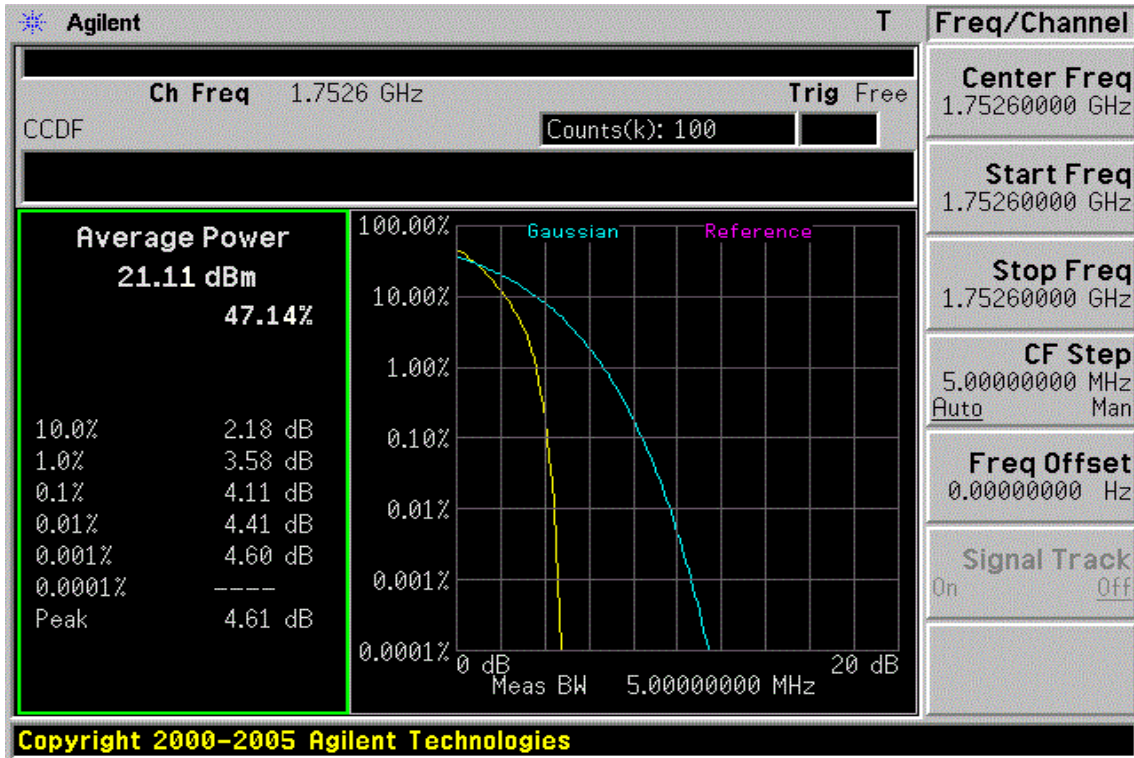 Agilent T
Freq/Channel
Ch Freq 1.7526 GHz Trig Free
CCDF Counts(k): 100
Average Power
21.11 dBm
47.14%
10.0% 2.18 dB
1.0% 3.58 dB
0.1% 4.11 dB
0.01% 4.41 dB
0.001% 4.60 dB
0.0001% ----
Peak 4.61 dB
Gaussian Reference
100.00%
10.00%
1.00%
0.10%
0.01%
0.001%
0.0001%
0 dB 20 dB
Meas BW 5.00000000 MHz
Center Freq
1.75260000 GHz
Start Freq
1.75260000 GHz
Stop Freq
1.75260000 GHz
CF Step
5.00000000 MHz
Auto Man
Freq Offset
0.00000000 Hz
Signal Track
On Off
Copyright 2000-2005 Agilent Technologies